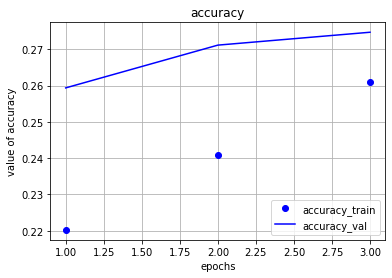 accuracy
value of accuracy
0.27
0.26
0.25
0.24
0.23
0.22
1.00 1.25 1.50 1.75 2.00 2.25 2.50 2.75 3.00
epochs
accuracy_train
accuracy_val